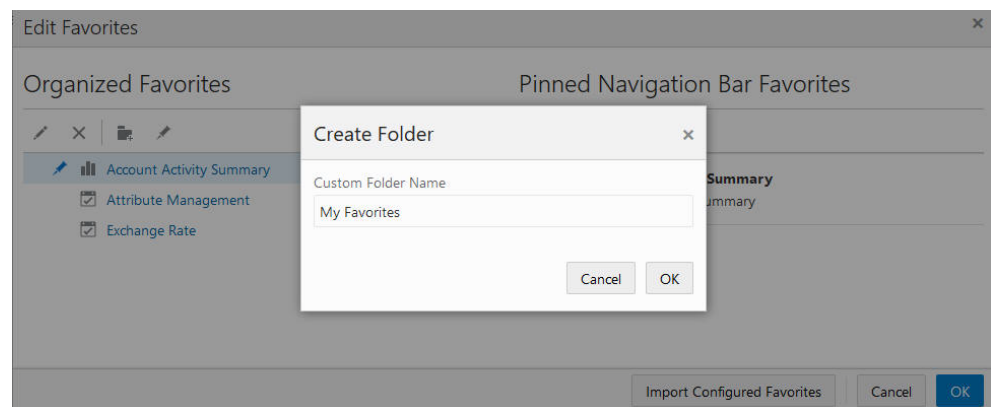 Edit Favorites
Organized Favorites
Pinned Navigation Bar Favorites
Create Folder
Custom Folder Name
My Favorites
Cancel
OK
Account Activity Summary
Attribute Management
Exchange Rate
Summary
Import Configured Favorites
Cancel
OK